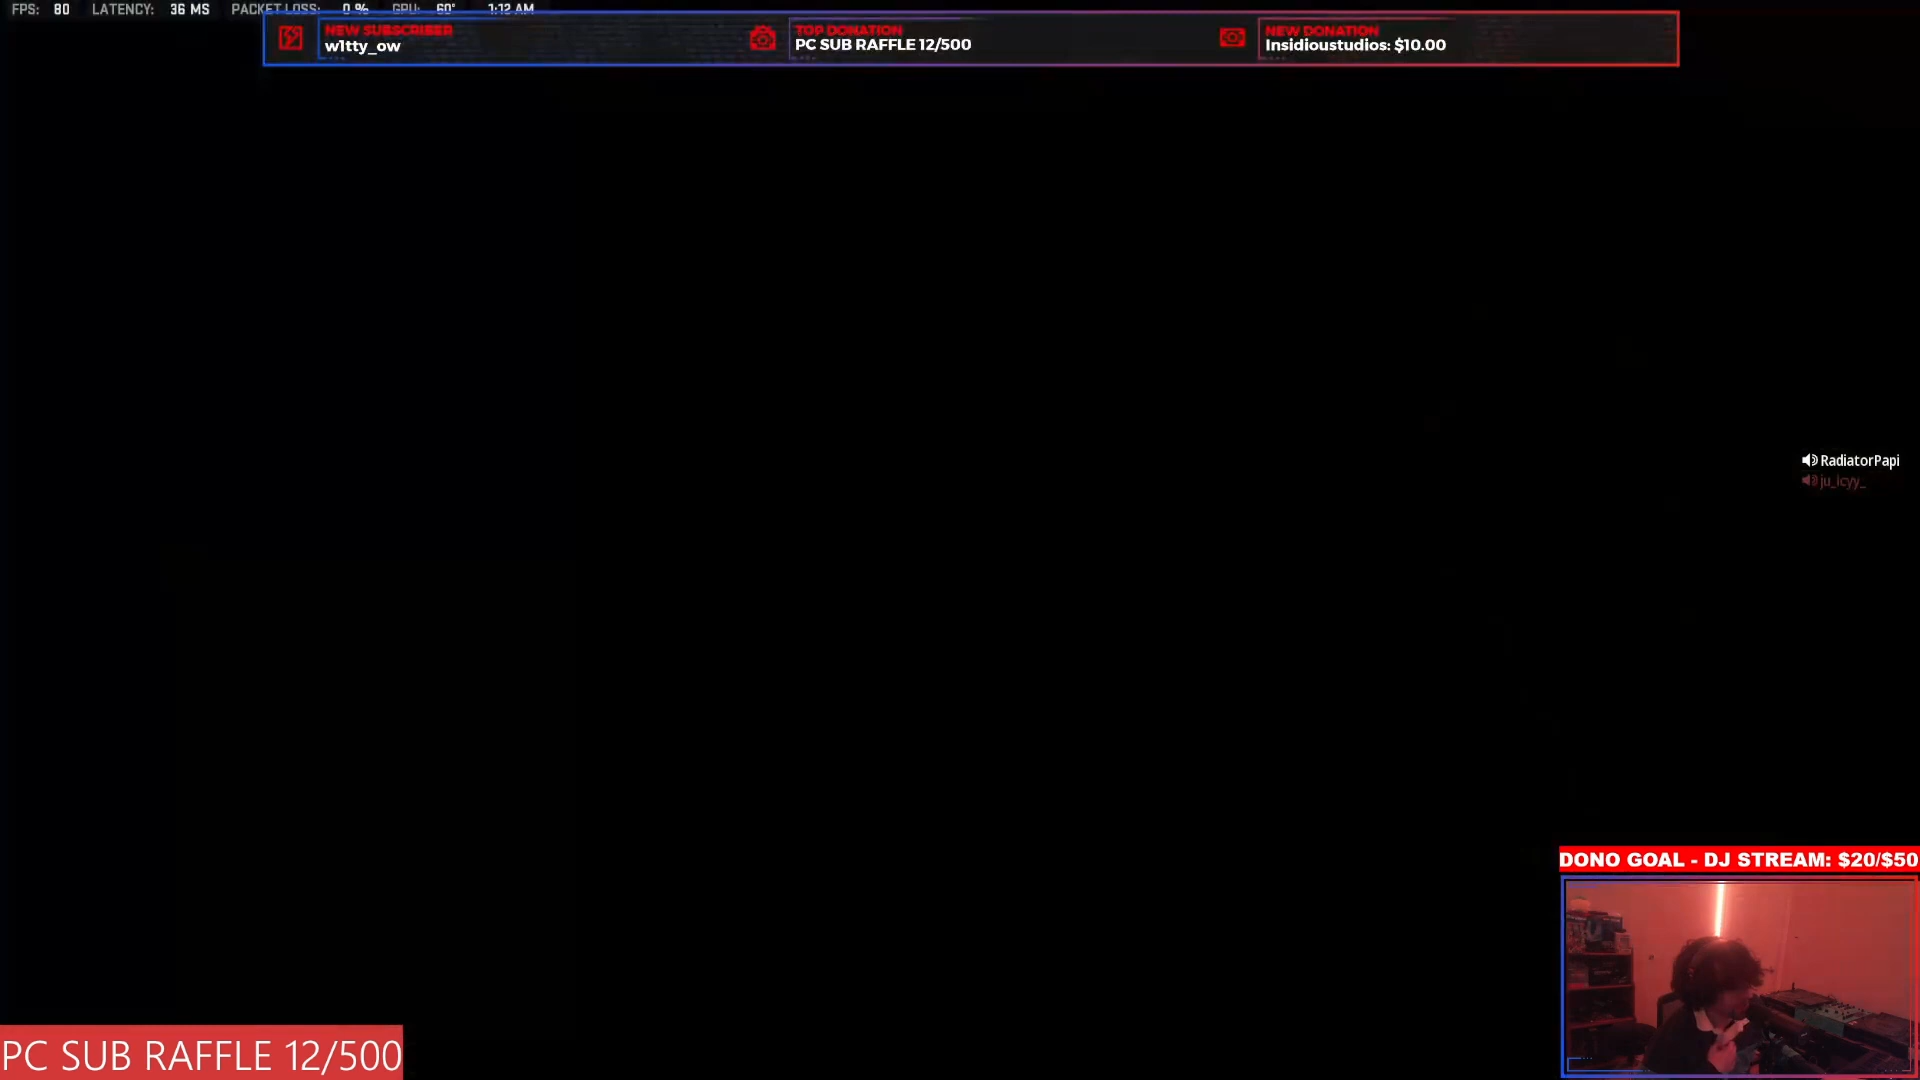 FPS: 80 LATENCY: 36 MS PACKET LOSS: 0 % GPU: 60° 1:12 AM
NEW SUBSCRIBER
w1tty_ow
TOP DONATION
PC SUB RAFFLE 12/500
NEW DONATION
Insidioustudios: $10.00
RadiatorPapi
ju_icyy_
DONO GOAL - DJ STREAM: $20/$50
PC SUB RAFFLE 12/500